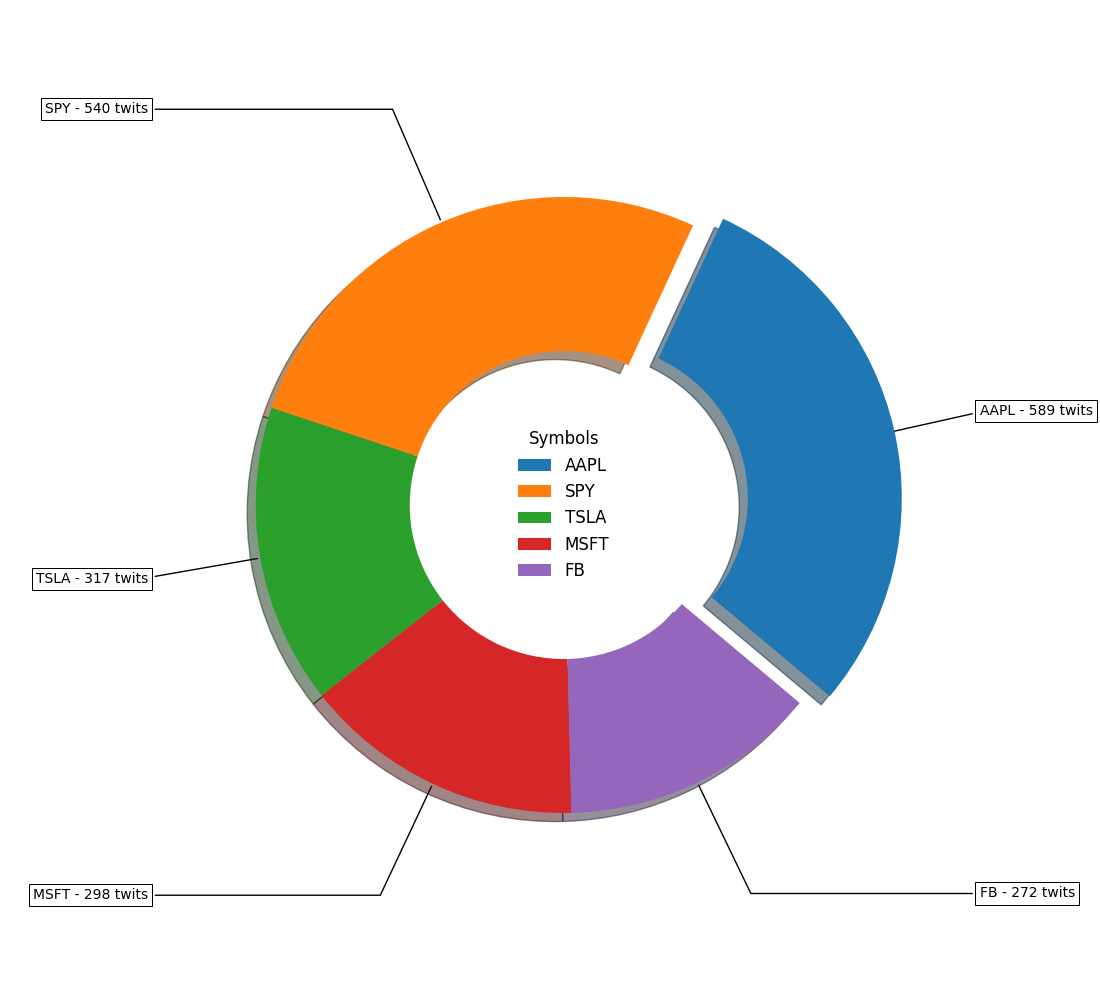 SPY - 540 twits
AAPL - 589 twits
Symbols
AAPL
SPY
TSLA
MSFT
FB
TSLA - 317 twits
MSFT - 298 twits
FB - 272 twits